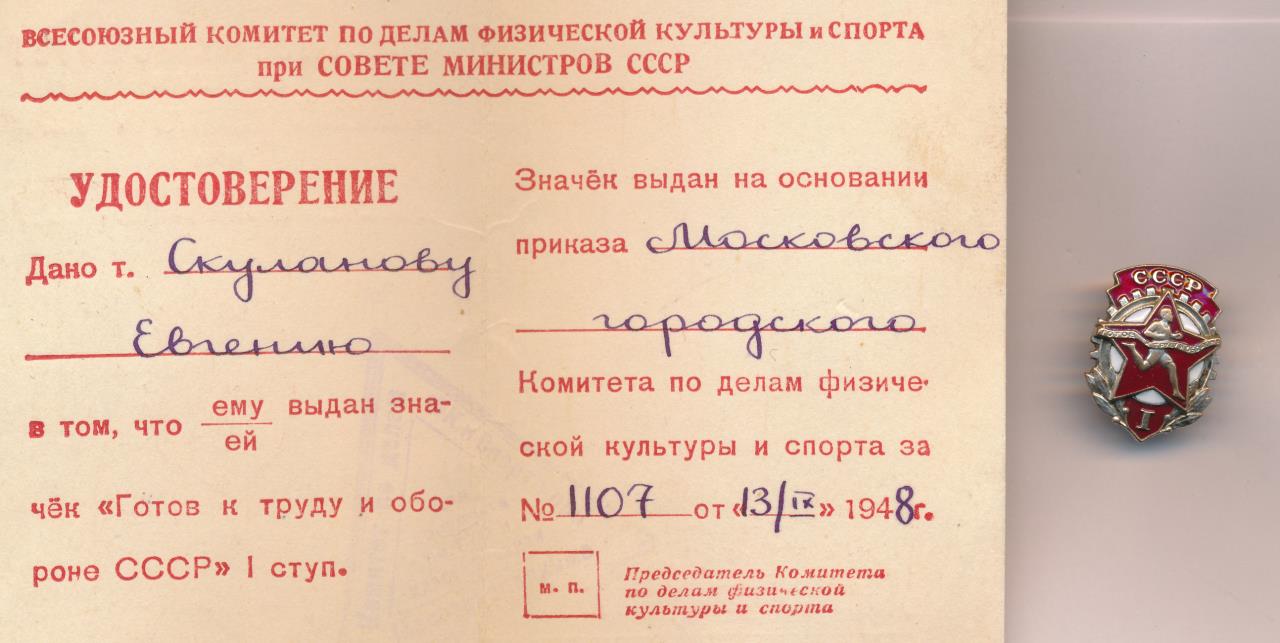 ВСЕСОЮЗНЫЙ КОМИТЕТ ПО ДЕЛАМ ФИЗИЧЕСКОЙ КУЛЬТУРЫ и СПОРТА
при СОВЕТЕ МИНИСТРОВ СССР
УДОСТОВЕРЕНИЕ
Дано т. Скуланову
Евгению
в том, что ему выдан зна-
ей
чёк «Готов к труду и обо-
роне СССР» I ступ.
Значёк выдан на основании
приказа Московского
городского
Комитета по делам физиче-
ской культуры и спорта за
№ 1107 от «13/IX» 1948г.
м. п.
Председатель Комитета
по делам физической
культуры и спорта
СССР
I